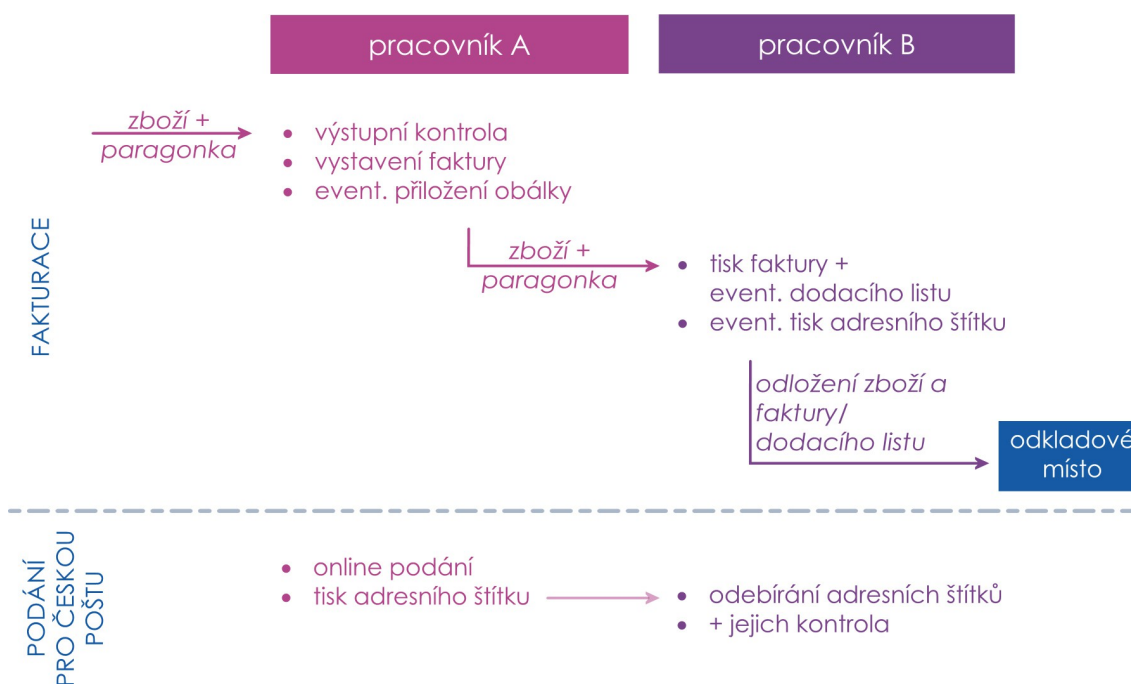 pracovník A
pracovník B
FAKTURACE
zboží +
paragonka
• výstupní kontrola
• vystavení faktury
• event. přiložení obálky
zboží +
paragonka
• tisk faktury +
event. dodacího listu
• event. tisk adresního štítku
odložení zboží a
faktury/
dodacího listu
odkladové
místo
PODÁNÍ
PRO ČESKOU
POŠTU
• online podání
• tisk adresního štítku
• odebírání adresních štítků
• + jejich kontrola